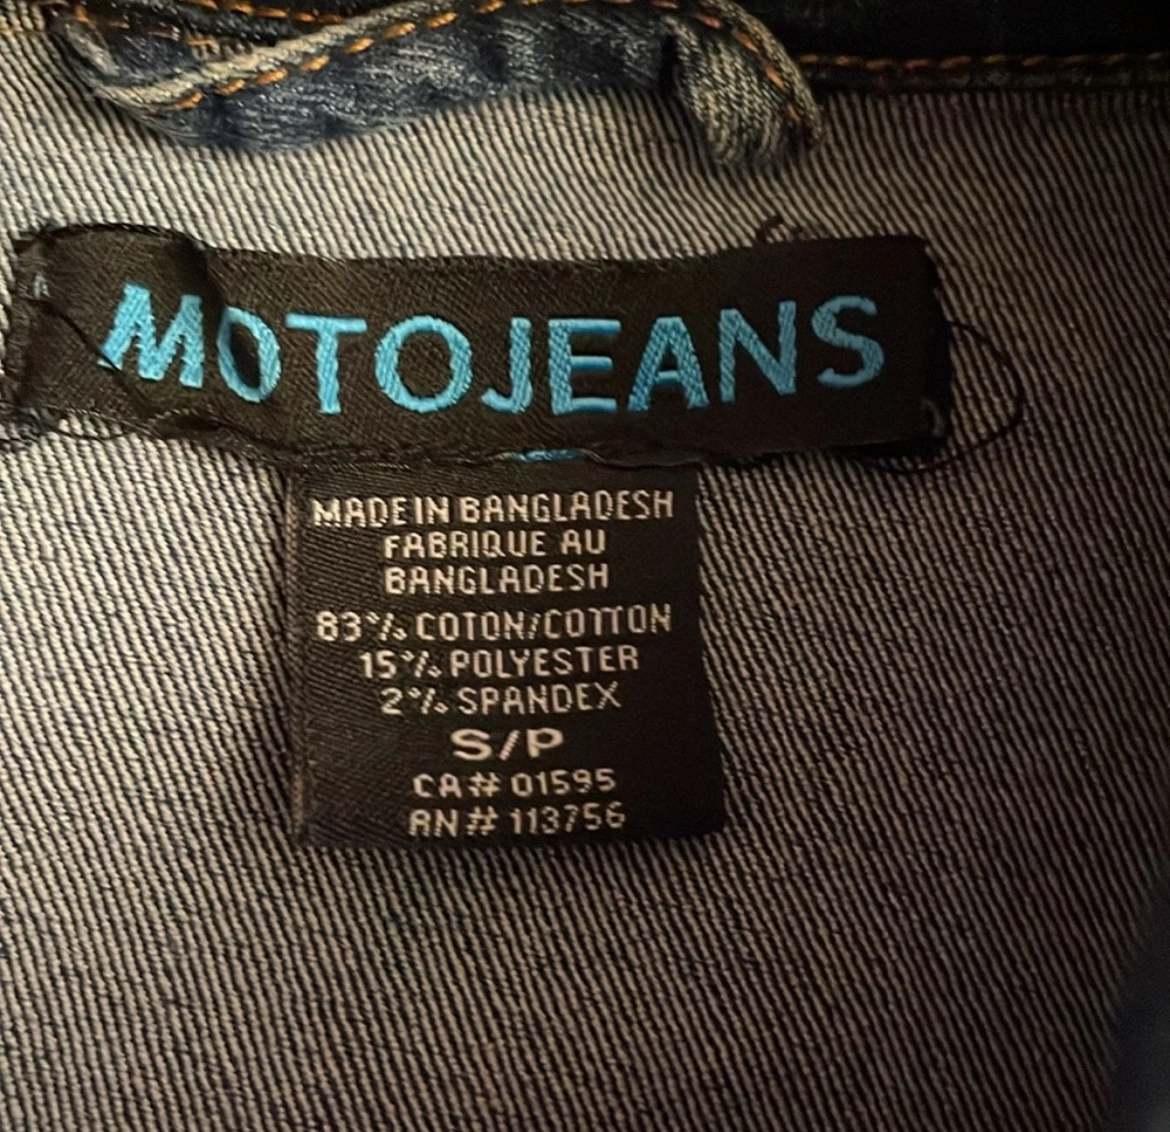 MOTOJEANS
MADE IN BANGLADESH
FABRIQUE AU
BANGLADESH
83% COTON/COTTON
15% POLYESTER
2% SPANDEX
S/P
CA# 01595
RN# 113756